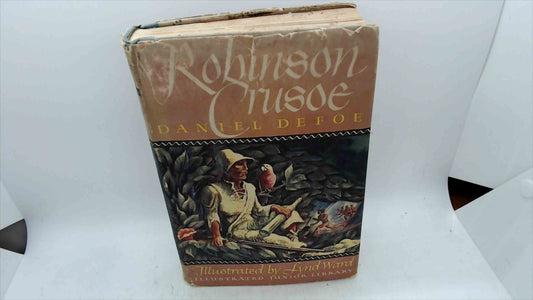 Robinson
Crusoe
DANIEL DEFOE
Illustrated by Lynd Ward
ILLUSTRATED JUNIOR LIBRARY